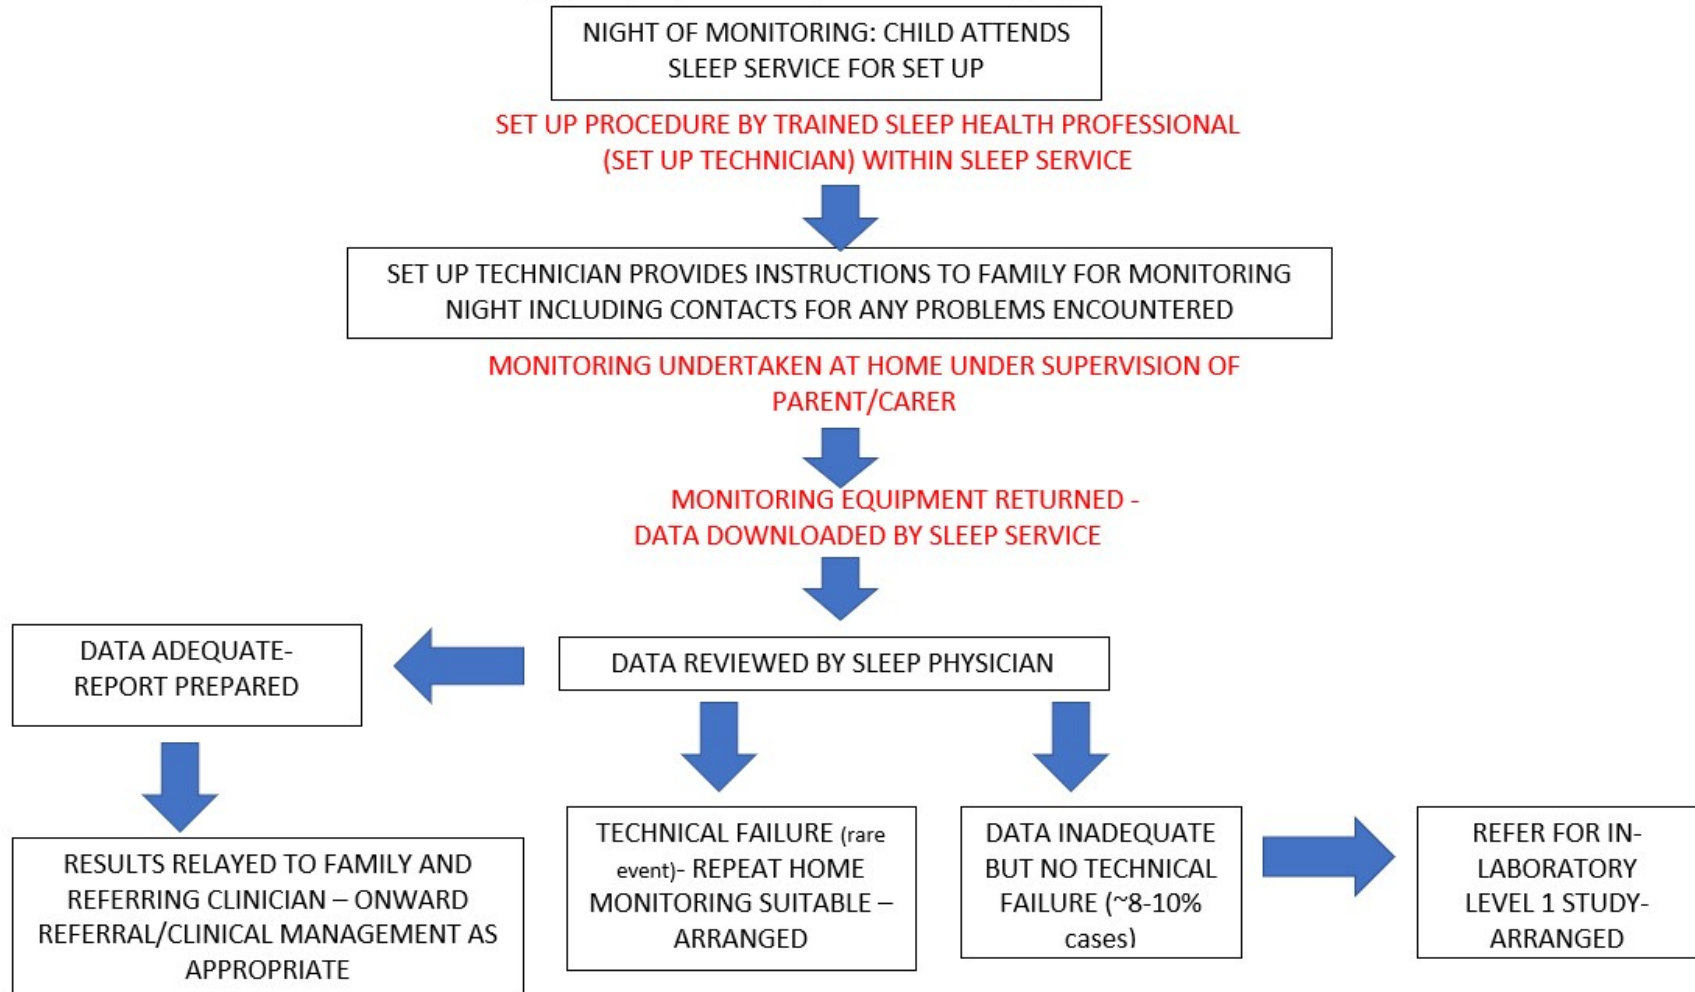 NIGHT OF MONITORING: CHILD ATTENDS
SLEEP SERVICE FOR SET UP
SET UP PROCEDURE BY TRAINED SLEEP HEALTH PROFESSIONAL
(SET UP TECHNICIAN) WITHIN SLEEP SERVICE
SET UP TECHNICIAN PROVIDES INSTRUCTIONS TO FAMILY FOR MONITORING
NIGHT INCLUDING CONTACTS FOR ANY PROBLEMS ENCOUNTERED
MONITORING UNDERTAKEN AT HOME UNDER SUPERVISION OF
PARENT/CARER
MONITORING EQUIPMENT RETURNED -
DATA DOWNLOADED BY SLEEP SERVICE
DATA REVIEWED BY SLEEP PHYSICIAN
DATA ADEQUATE-
REPORT PREPARED
RESULTS RELAYED TO FAMILY AND
REFERRING CLINICIAN – ONWARD
REFERRAL/CLINICAL MANAGEMENT AS
APPROPRIATE
TECHNICAL FAILURE (rare
event)- REPEAT HOME
MONITORING SUITABLE –
ARRANGED
DATA INADEQUATE
BUT NO TECHNICAL
FAILURE (~8-10%
cases)
REFER FOR IN-
LABORATORY
LEVEL 1 STUDY-
ARRANGED